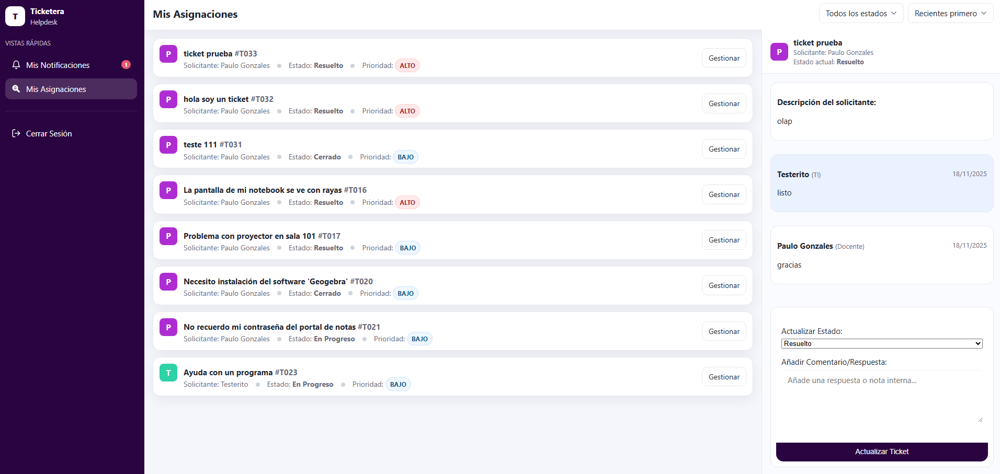 T
Ticketera
Helpdesk
VISTAS RÁPIDAS
Mis Notificaciones 1
Mis Asignaciones
Cerrar Sesión
Mis Asignaciones
Todos los estados
Recientes primero
P
ticket prueba #T033
Solicitante: Paulo Gonzales Estado: Resuelto Prioridad: ALTO
Gestionar
P
hola soy un ticket #T032
Solicitante: Paulo Gonzales Estado: Resuelto Prioridad: ALTO
Gestionar
P
teste 111 #T031
Solicitante: Paulo Gonzales Estado: Cerrado Prioridad: BAJO
Gestionar
P
La pantalla de mi notebook se ve con rayas #T016
Solicitante: Paulo Gonzales Estado: Resuelto Prioridad: ALTO
Gestionar
P
Problema con proyector en sala 101 #T017
Solicitante: Paulo Gonzales Estado: Resuelto Prioridad: BAJO
Gestionar
P
Necesito instalación del software 'Geogebra' #T020
Solicitante: Paulo Gonzales Estado: Cerrado Prioridad: BAJO
Gestionar
P
No recuerdo mi contraseña del portal de notas #T021
Solicitante: Paulo Gonzales Estado: En Progreso Prioridad: BAJO
Gestionar
T
Ayuda con un programa #T023
Solicitante: Testerito Estado: En Progreso Prioridad: BAJO
Gestionar
P
ticket prueba
Solicitante: Paulo Gonzales
Estado actual: Resuelto
Descripción del solicitante:
olap
Testerito (TI) 18/11/2025
listo
Paulo Gonzales (Docente) 18/11/2025
gracias
Actualizar Estado:
Resuelto
Añadir Comentario/Respuesta:
Añade una respuesta o nota interna...
Actualizar Ticket